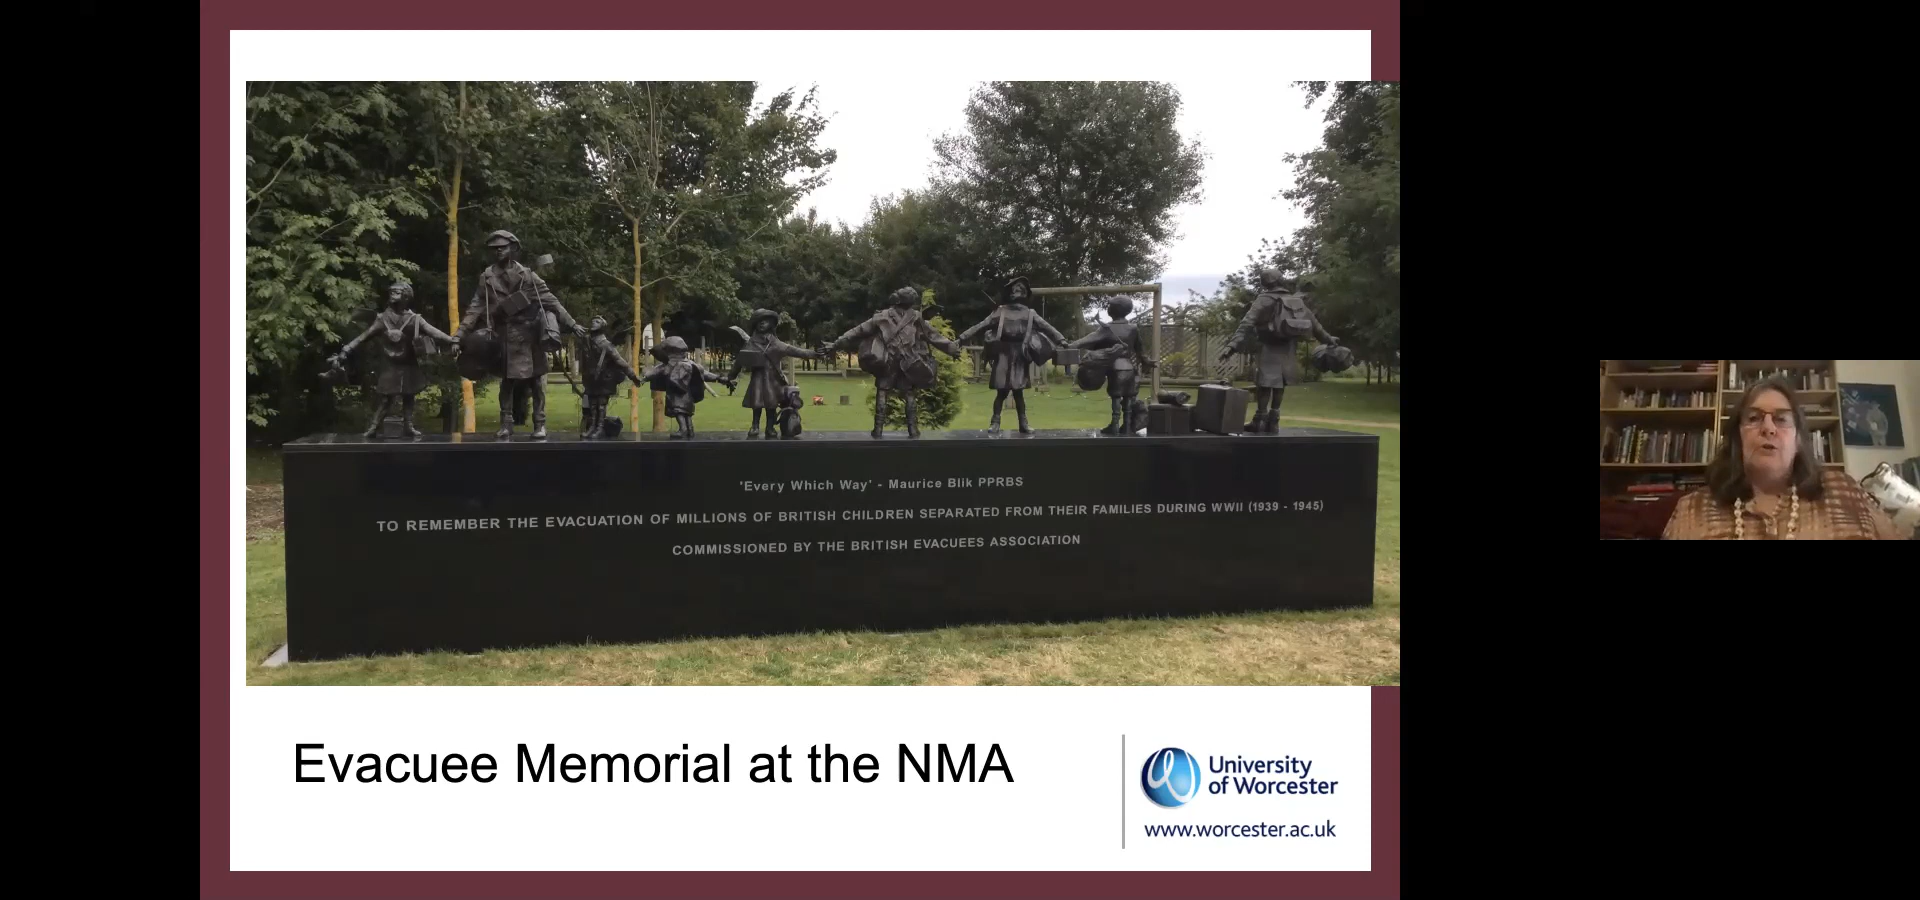 'Every Which Way' - Maurice Blik PPRBS
TO REMEMBER THE EVACUATION OF MILLIONS OF BRITISH CHILDREN SEPARATED FROM THEIR FAMILIES DURING WWII (1939 - 1945)
COMMISSIONED BY THE BRITISH EVACUEES ASSOCIATION
Evacuee Memorial at the NMA
University
of Worcester
www.worcester.ac.uk